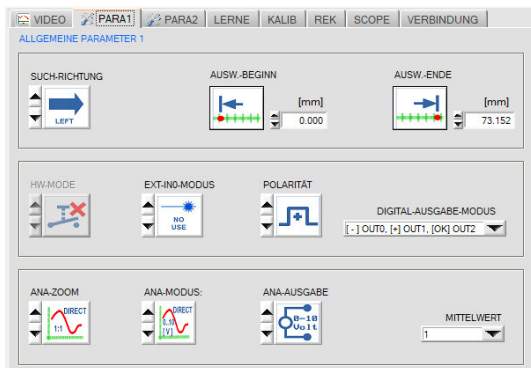 VIDEO PARA1 PARA2 LERNE KALIB REK SCOPE VERBINDUNG
ALLGEMEINE PARAMETER 1
SUCH-RICHTUNG AUSW.-BEGINN AUSW.-ENDE
LEFT [mm] [mm]
0.000 73.152
HW-MODE EXT-IN0-MODUS POLARITÄT
NO USE
DIGITAL-AUSGABE-MODUS
[ - ] OUT0, [+] OUT1, [OK] OUT2
ANA-ZOOM ANA-MODUS: ANA-AUSGABE
DIRECT 1:1 DIRECT 0..10 [V] 0-10 Volt
MITTELWERT
1